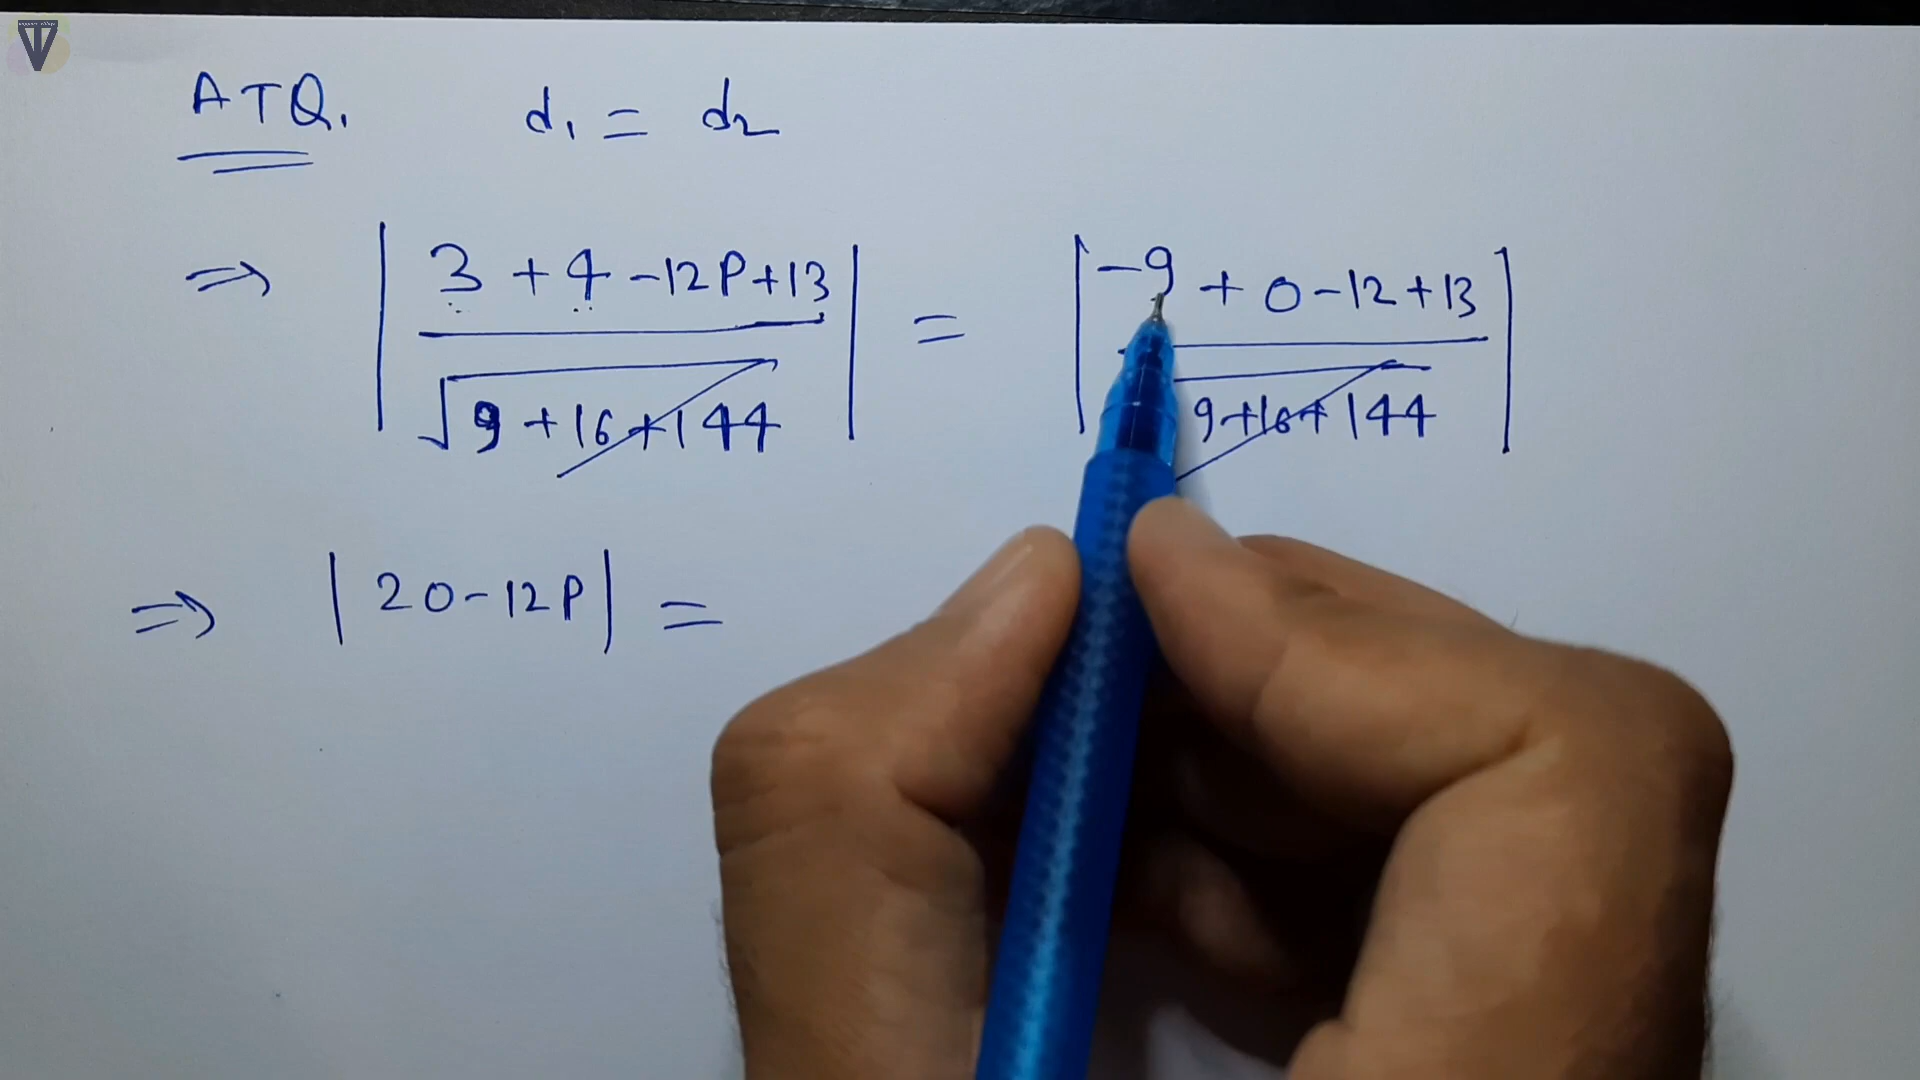 ATQ. d₁ = d₂
⇒ | 3 + 4 - 12P + 13 / √9 + 16 + 144 | = | -9 + 0 - 12 + 13 / 9 + 16 + 144 |
⇒ | 20 - 12P | =